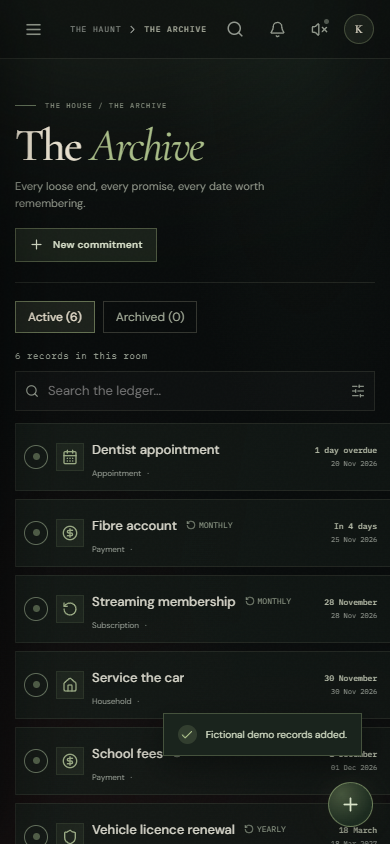 THE HAUNT > THE ARCHIVE K
THE HOUSE / THE ARCHIVE
The Archive
Every loose end, every promise, every date worth
remembering.
New commitment
Active (6) Archived (0)
6 records in this room
Search the ledger...
Dentist appointment 1 day overdue
Appointment · 20 Nov 2026
Fibre account MONTHLY In 4 days
Payment · 25 Nov 2026
Streaming membership MONTHLY 28 November
Subscription · 28 Nov 2026
Service the car 30 November
Household · 30 Nov 2026
Fictional demo records added.
School fees
Payment · 01 Dec 2026
Vehicle licence renewal YEARLY 18 March